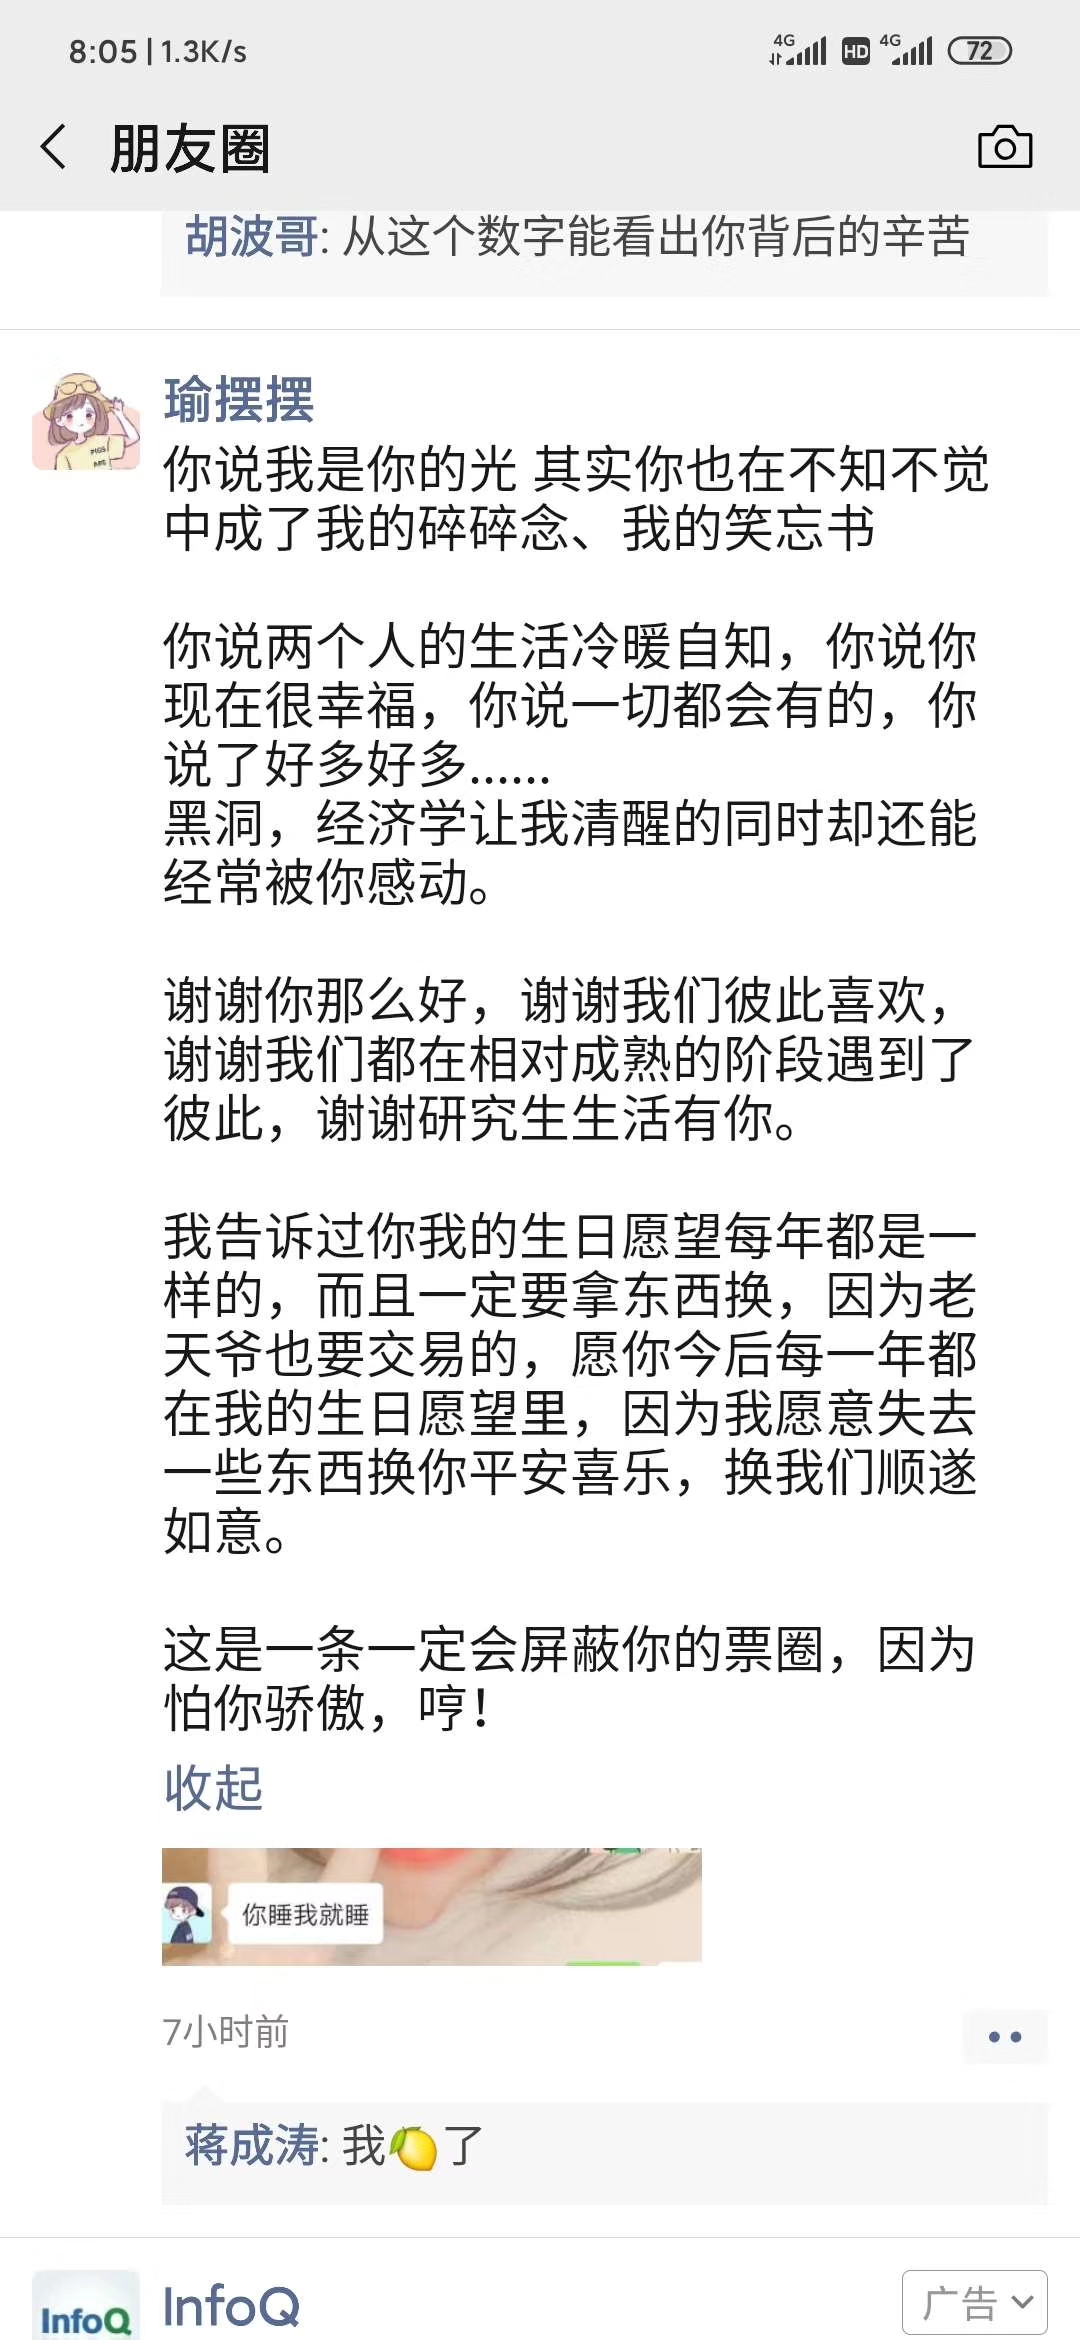 8:05 | 1.3K/s
4G HD 4G 72
朋友圈
胡波哥: 从这个数字能看出你背后的辛苦
瑜摆摆
PIGS
ARE
你说我是你的光 其实你也在不知不觉
中成了我的碎碎念、我的笑忘书
你说两个人的生活冷暖自知，你说你
现在很幸福，你说一切都会有的，你
说了好多好多......
黑洞，经济学让我清醒的同时却还能
经常被你感动。
谢谢你那么好，谢谢我们彼此喜欢，
谢谢我们都在相对成熟的阶段遇到了
彼此，谢谢研究生生活有你。
我告诉过你我的生日愿望每年都是一
样的，而且一定要拿东西换，因为老
天爷也要交易的，愿你今后每一年都
在我的生日愿望里，因为我愿意失去
一些东西换你平安喜乐，换我们顺遂
如意。
这是一条一定会屏蔽你的票圈，因为
怕你骄傲，哼！
收起
你睡我就睡
7小时前
蒋成涛: 我🍋了
InfoQ
InfoQ
广告